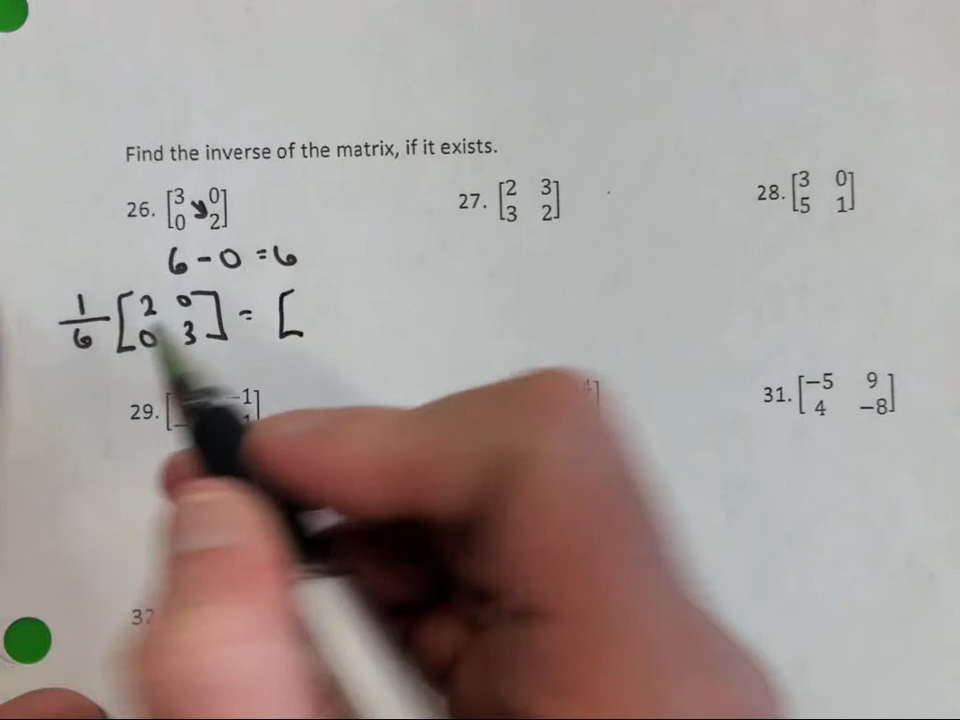 Find the inverse of the matrix, if it exists.
26. [3 0] 27. [2 3] 28. [3 0]
[0 2] [3 2] [5 1]
6 - 0 = 6
1/6 [2 0] = [
[0 3]
29. [ -1] 31. [-5 9]
[4 -8]